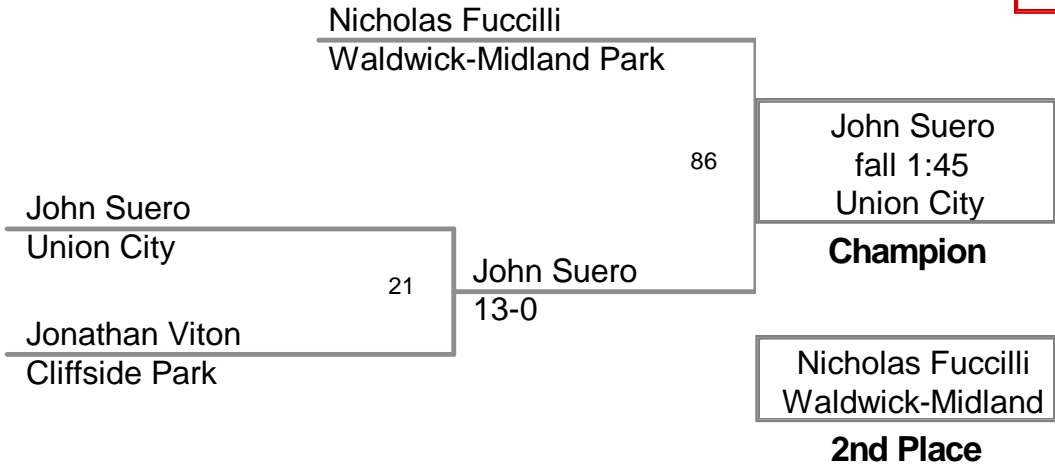 Nicholas Fuccilli
Waldwick-Midland Park
86
John Suero
fall 1:45
Union City
Champion
John Suero
Union City
21
John Suero
13-0
Jonathan Viton
Cliffside Park
Nicholas Fuccilli
Waldwick-Midland
2nd Place